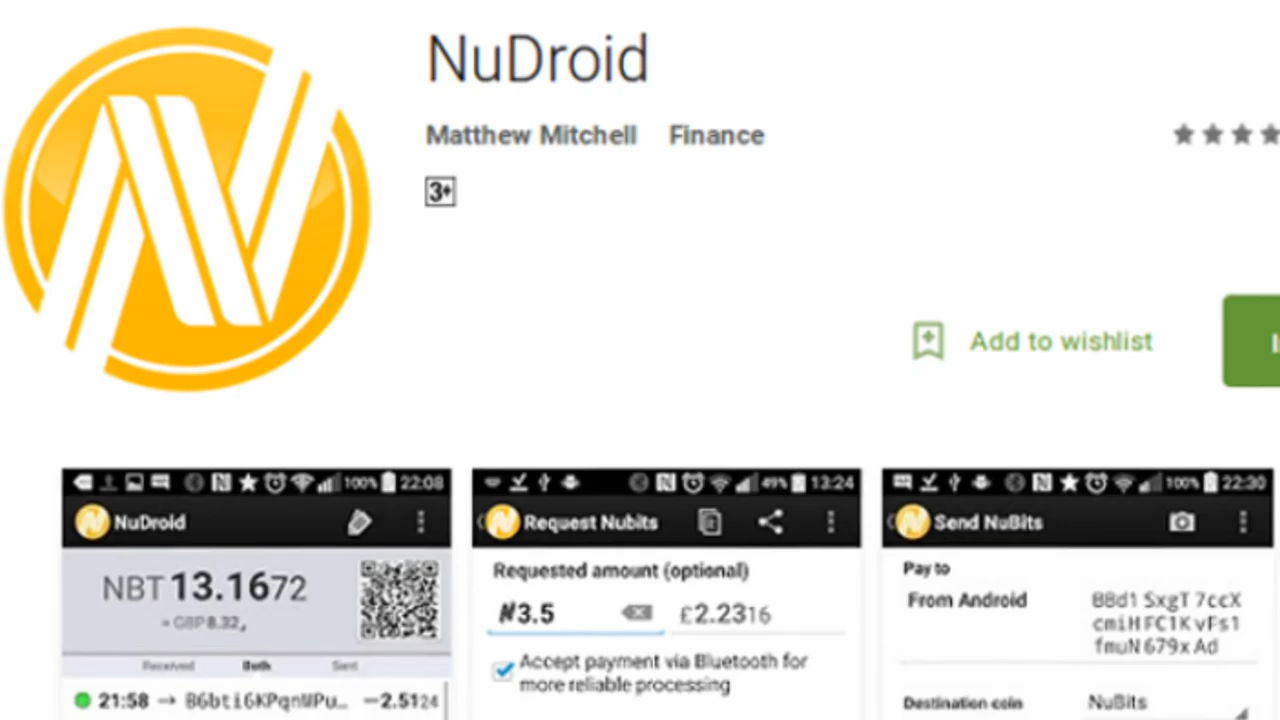 NuDroid
Matthew Mitchell Finance
3+
Add to wishlist
100% 22:08
NuDroid
NBT 13.1672
≈ GBP 8.32
Received Both Sent
21:58 → −2.5124
49% 13:24
Request Nubits
Requested amount (optional)
₦3.5 £2.2316
Accept payment via Bluetooth for
more reliable processing
100% 22:30
Send NuBits
Pay to
From Android B8d1 SxgT 7ccX
cmiH FC1K vFs1
fmuN 679x Ad
Destination coin NuBits